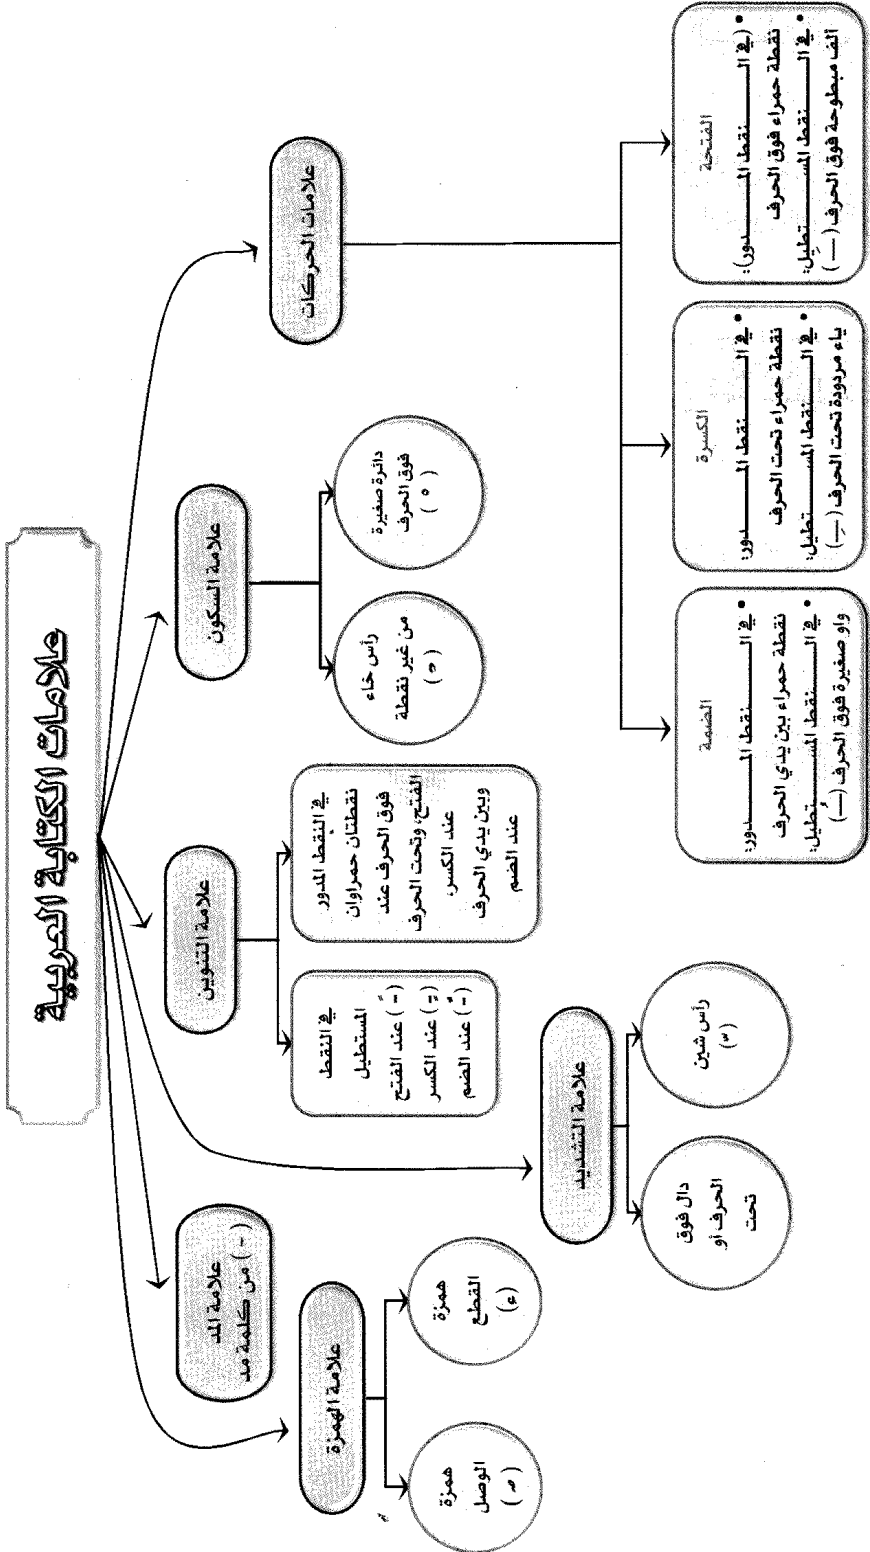 علامات الكتابة العربية
علامات الحركات
الفتحة
• (في النقط المدور):
نقطة حمراء فوق الحرف
• في النقط المستطيل:
ألف مبطوحة فوق الحرف (ـَ)
الكسرة
• في النقط المدور:
نقطة حمراء تحت الحرف
• في النقط المستطيل:
ياء مردودة تحت الحرف (ـِ)
الضمة
• في النقط المدور:
نقطة حمراء بين يدي الحرف
• في النقط المستطيل:
واو صغيرة فوق الحرف (ـُ)
علامة السكون
دائرة صغيرة
فوق الحرف
( ه )
رأس خاء
من غير نقطة
( حـ )
علامة التنوين
في النقط المدور
نقطتان حمراوان
فوق الحرف عند
الفتح، وتحت الحرف
عند الكسر،
وبين يدي الحرف
عند الضم
في النقط
المستطيل
(ـً) عند الفتح
(ـٍ) عند الكسر
(ـٌ) عند الضم
علامة التشديد
رأس شين
(سـ)
دال فوق
الحرف أو
تحت
علامة المد
( ~ ) من كلمة مد
علامة الهمزة
همزة
القطع
(ء)
همزة
الوصل
( صـ )